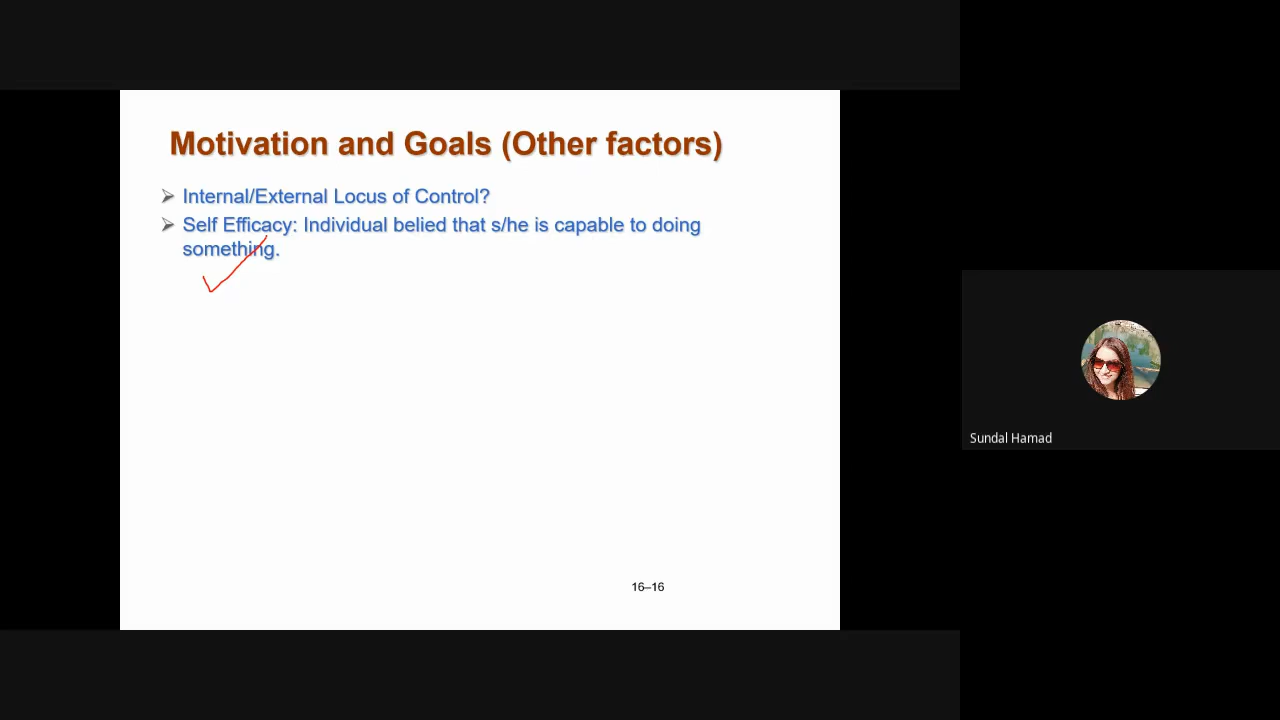 Motivation and Goals (Other factors)
Internal/External Locus of Control?
Self Efficacy: Individual belied that s/he is capable to doing
something.
16–16
Sundal Hamad